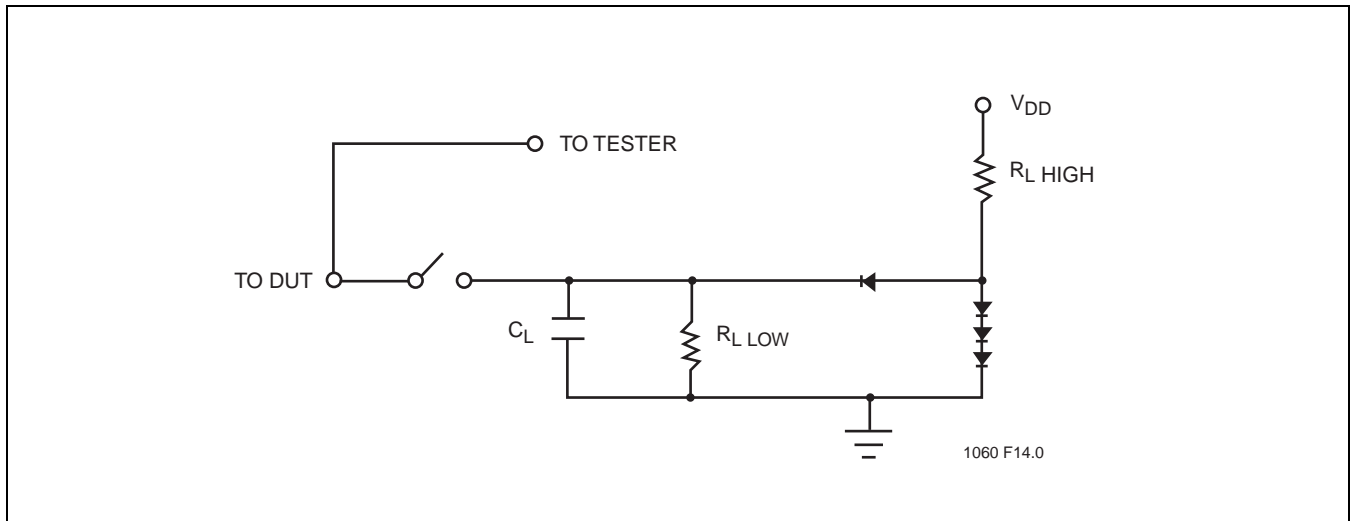 VDD
TO TESTER
RL HIGH
TO DUT
CL
RL LOW
1060 F14.0